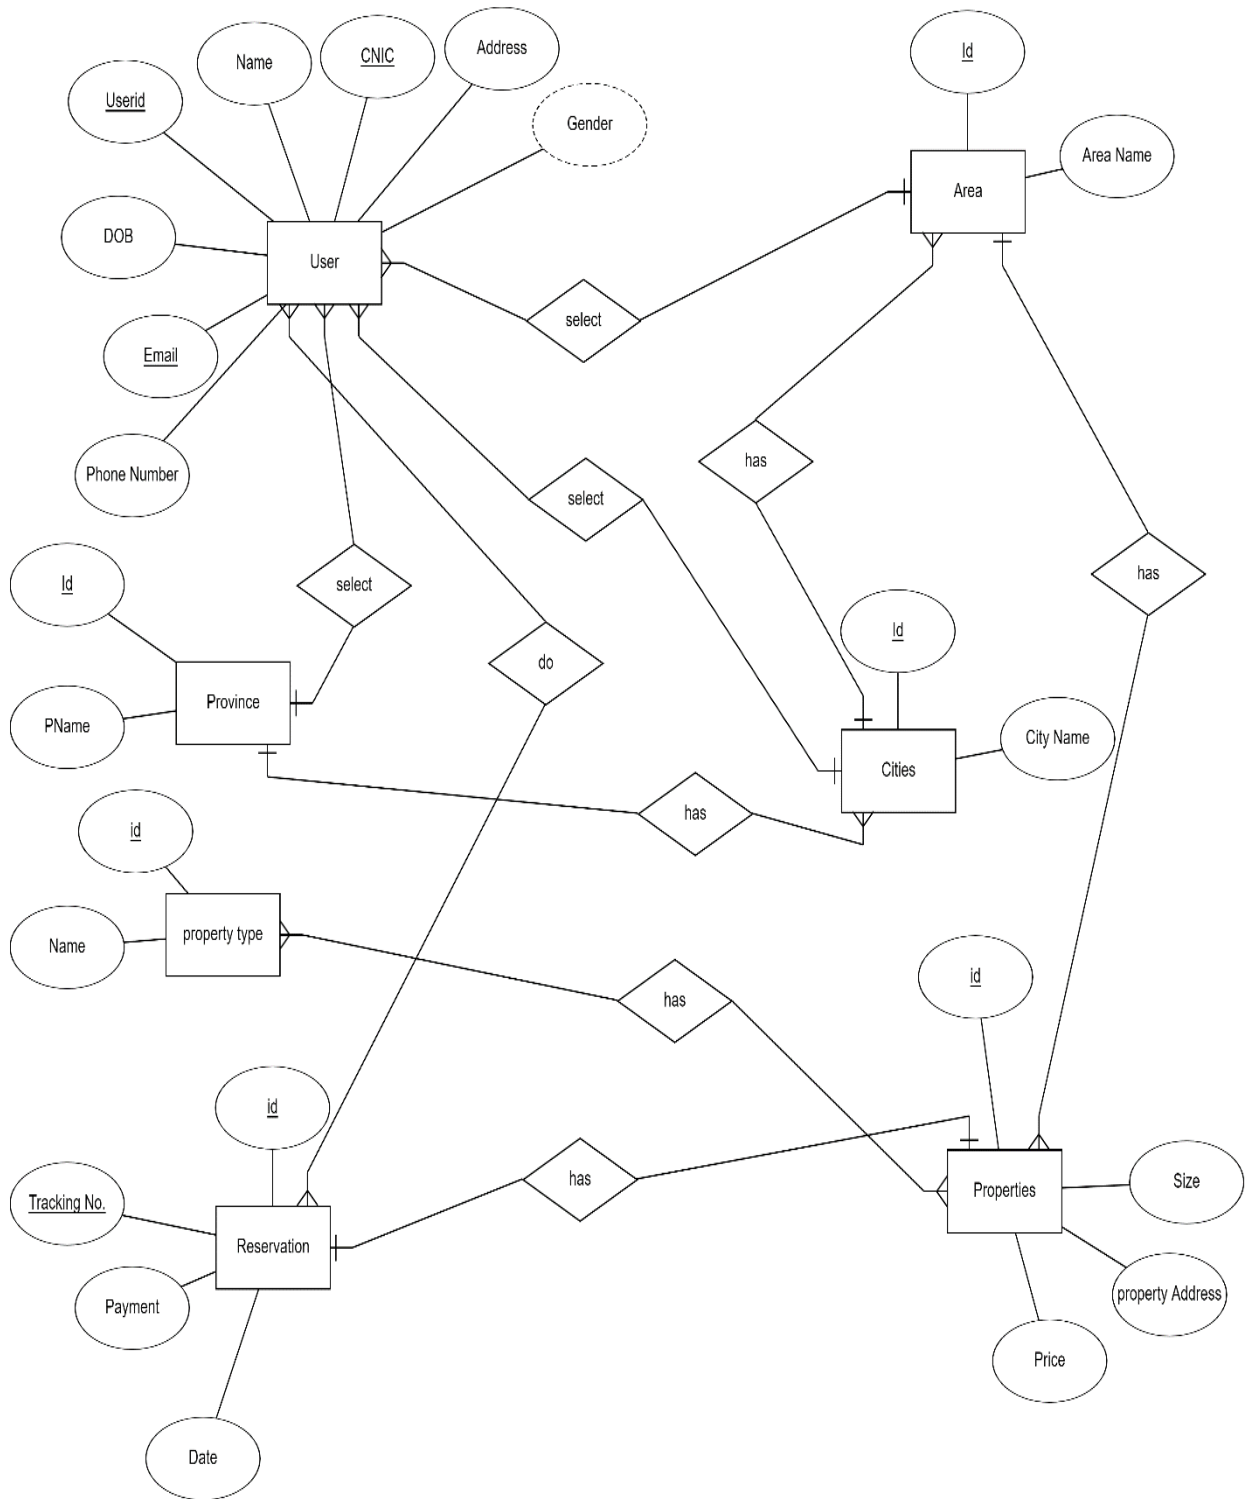 Id
Address
CNIC
Name
Userid
Gender
Area Name
Area
DOB
User
select
Email
has
Phone Number
select
has
Id
select
Id
do
Province
PName
City Name
Cities
has
id
property type
Name
id
has
id
has
Size
Properties
Tracking No.
Reservation
property Address
Payment
Price
Date